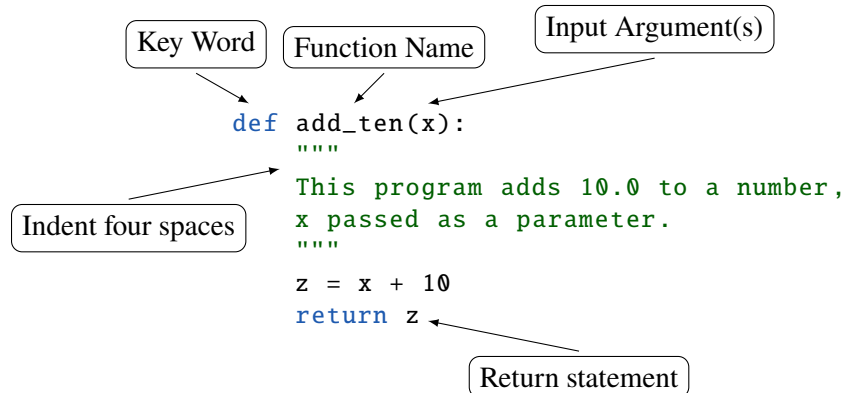 Input Argument(s)
Key Word
Function Name
def add_ten(x):
"""
This program adds 10.0 to a number,
Indent four spaces
x passed as a parameter.
"""
z = x + 10
return z
Return statement